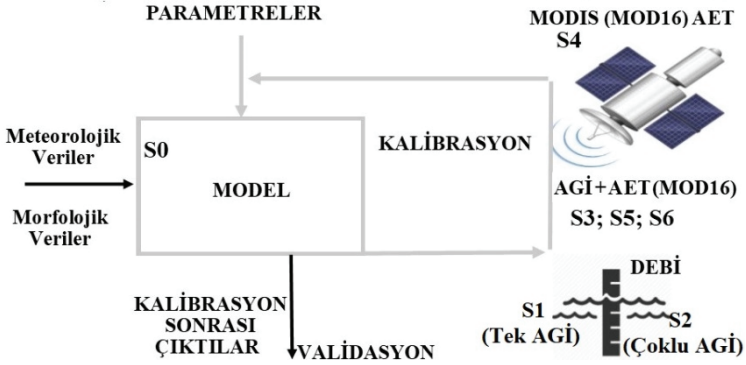 PARAMETRELER
MODIS (MOD16) AET
S4
Meteorolojik
Veriler
S0
KALİBRASYON
MODEL
Morfolojik
Veriler
AGİ+AET(MOD16)
S3; S5; S6
DEBİ
KALİBRASYON
SONRASI
ÇIKTILAR
VALİDASYON
S1
(Tek AGİ)
S2
(Çoklu AGİ)